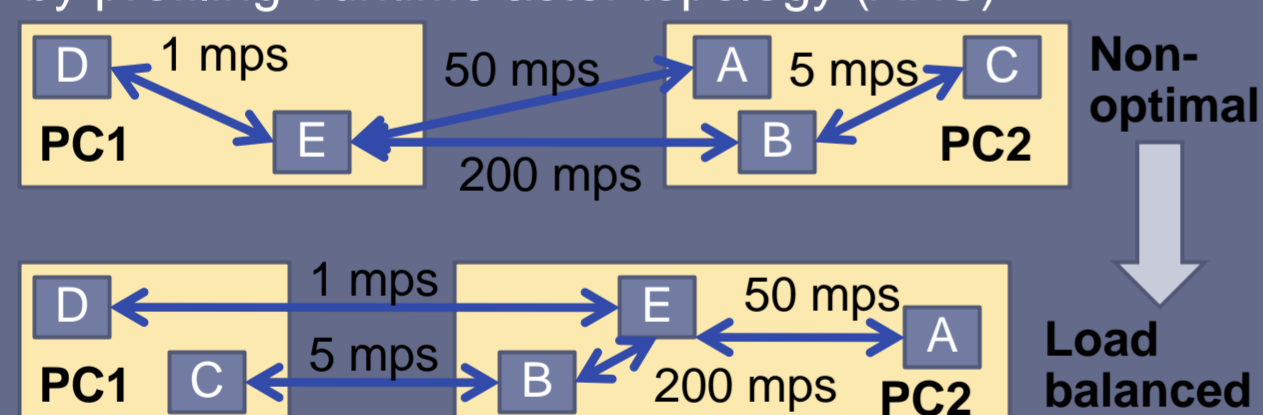 D
1 mps
50 mps
A
5 mps
C
Non-
optimal
PC1
E
B
PC2
200 mps
D
1 mps
E
50 mps
A
Load
balanced
PC1
C
5 mps
B
200 mps
PC2